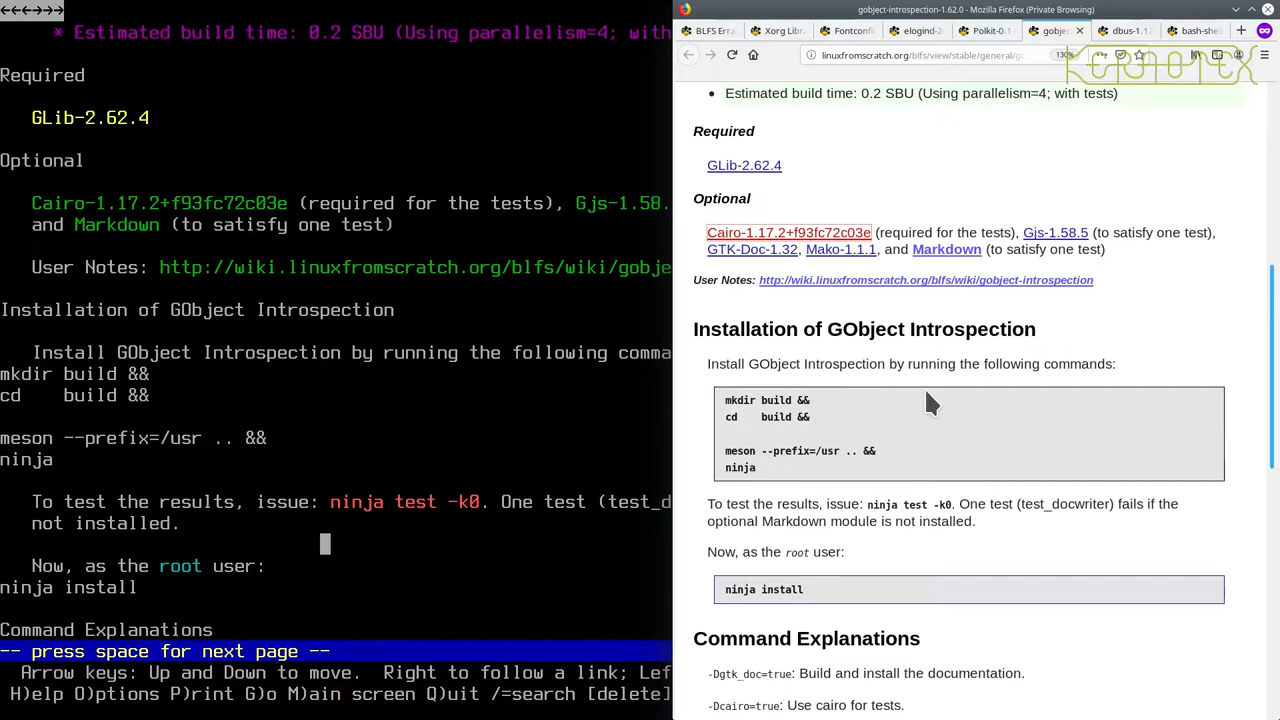 ←←←→→→
* Estimated build time: 0.2 SBU (Using parallelism=4; with
Required
GLib-2.62.4
Optional
Cairo-1.17.2+f93fc72c03e (required for the tests), Gjs-1.58.
and Markdown (to satisfy one test)
User Notes: http://wiki.linuxfromscratch.org/blfs/wiki/gobje
Installation of GObject Introspection
Install GObject Introspection by running the following comma
mkdir build &&
cd    build &&
meson --prefix=/usr .. &&
ninja
To test the results, issue: ninja test -k0. One test (test_d
not installed.
Now, as the root user:
ninja install
Command Explanations
-- press space for next page --
Arrow keys: Up and Down to move.  Right to follow a link; Lef
H)elp O)ptions P)rint G)o M)ain screen Q)uit /=search [delete]
gobject-introspection-1.62.0 - Mozilla Firefox (Private Browsing)
BLFS Erra
Xorg Libr
Fontconf
elogind-2
Polkit-0.1
gobjec
dbus-1.12
bash-shel
linuxfromscratch.org/blfs/view/stable/general/g
130%
KERNOTEX
Estimated build time: 0.2 SBU (Using parallelism=4; with tests)
Required
GLib-2.62.4
Optional
Cairo-1.17.2+f93fc72c03e (required for the tests), Gjs-1.58.5 (to satisfy one test),
GTK-Doc-1.32, Mako-1.1.1, and Markdown (to satisfy one test)
User Notes: http://wiki.linuxfromscratch.org/blfs/wiki/gobject-introspection
Installation of GObject Introspection
Install GObject Introspection by running the following commands:
mkdir build &&
cd    build &&
meson --prefix=/usr .. &&
ninja
To test the results, issue: ninja test -k0. One test (test_docwriter) fails if the
optional Markdown module is not installed.
Now, as the root user:
ninja install
Command Explanations
-Dgtk_doc=true: Build and install the documentation.
-Dcairo=true: Use cairo for tests.